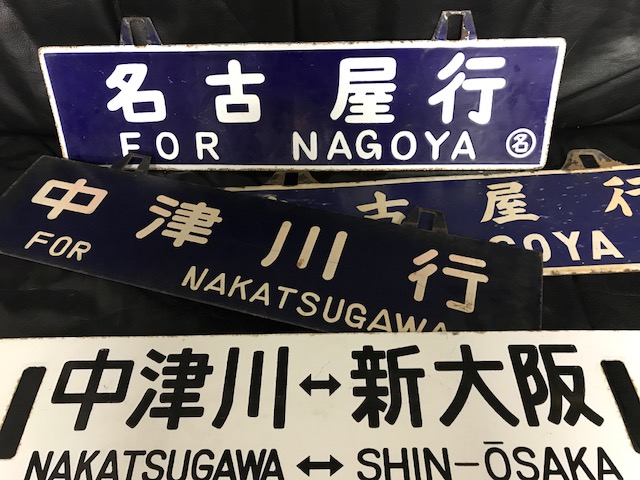 名古屋行
FOR NAGOYA ㊔
古屋行
GOYA
中津川行
FOR NAKATSUGAWA
中津川↔新大阪
NAKATSUGAWA↔SHIN-ŌSAKA